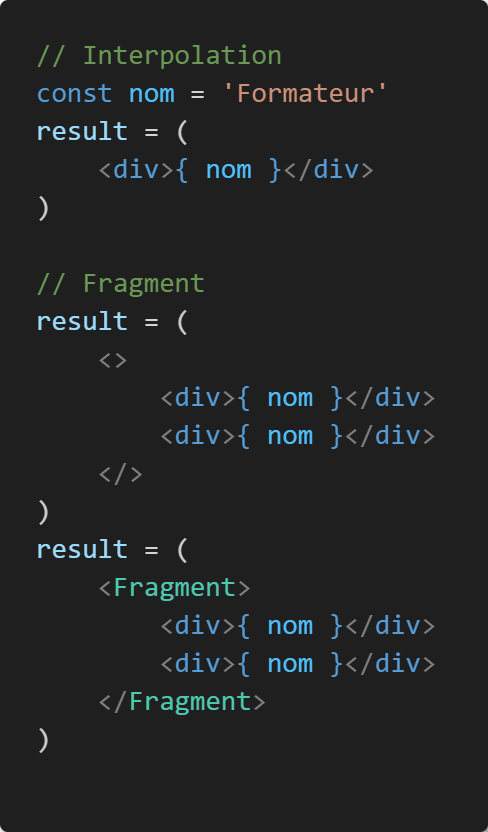 // Interpolation
const nom = 'Formateur'
result = (
    <div>{ nom }</div>
)

// Fragment
result = (
    <>
        <div>{ nom }</div>
        <div>{ nom }</div>
    </>
)
result = (
    <Fragment>
        <div>{ nom }</div>
        <div>{ nom }</div>
    </Fragment>
)